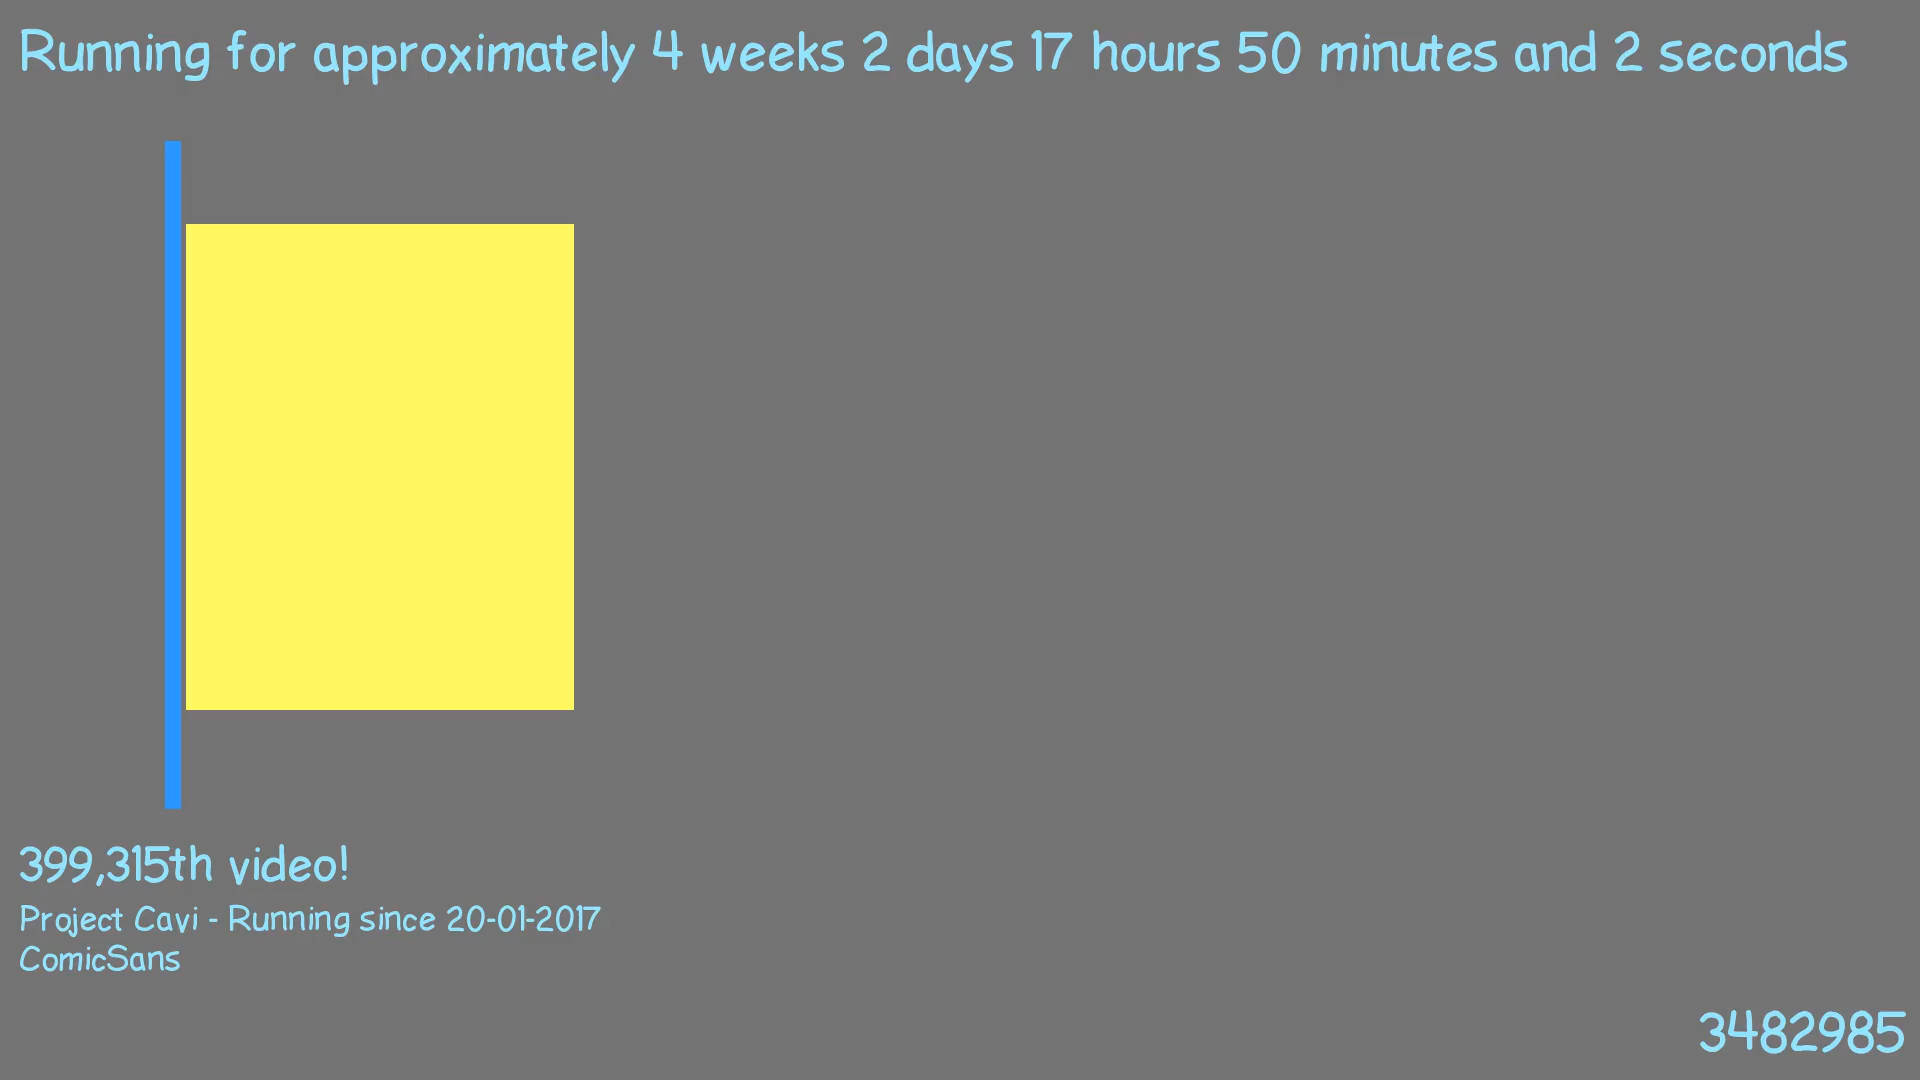 Running for approximately 4 weeks 2 days 17 hours 50 minutes and 2 seconds
399,315th video!
Project Cavi - Running since 20-01-2017
ComicSans
3482985